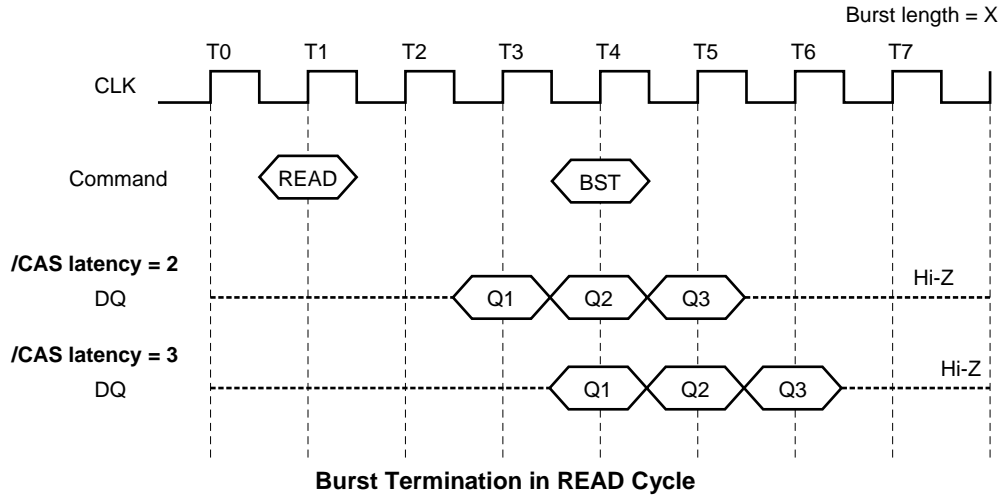 Burst length = X
T0 T1 T2 T3 T4 T5 T6 T7
CLK
Command READ BST
/CAS latency = 2
DQ Q1 Q2 Q3 Hi-Z
/CAS latency = 3
DQ Q1 Q2 Q3 Hi-Z
Burst Termination in READ Cycle